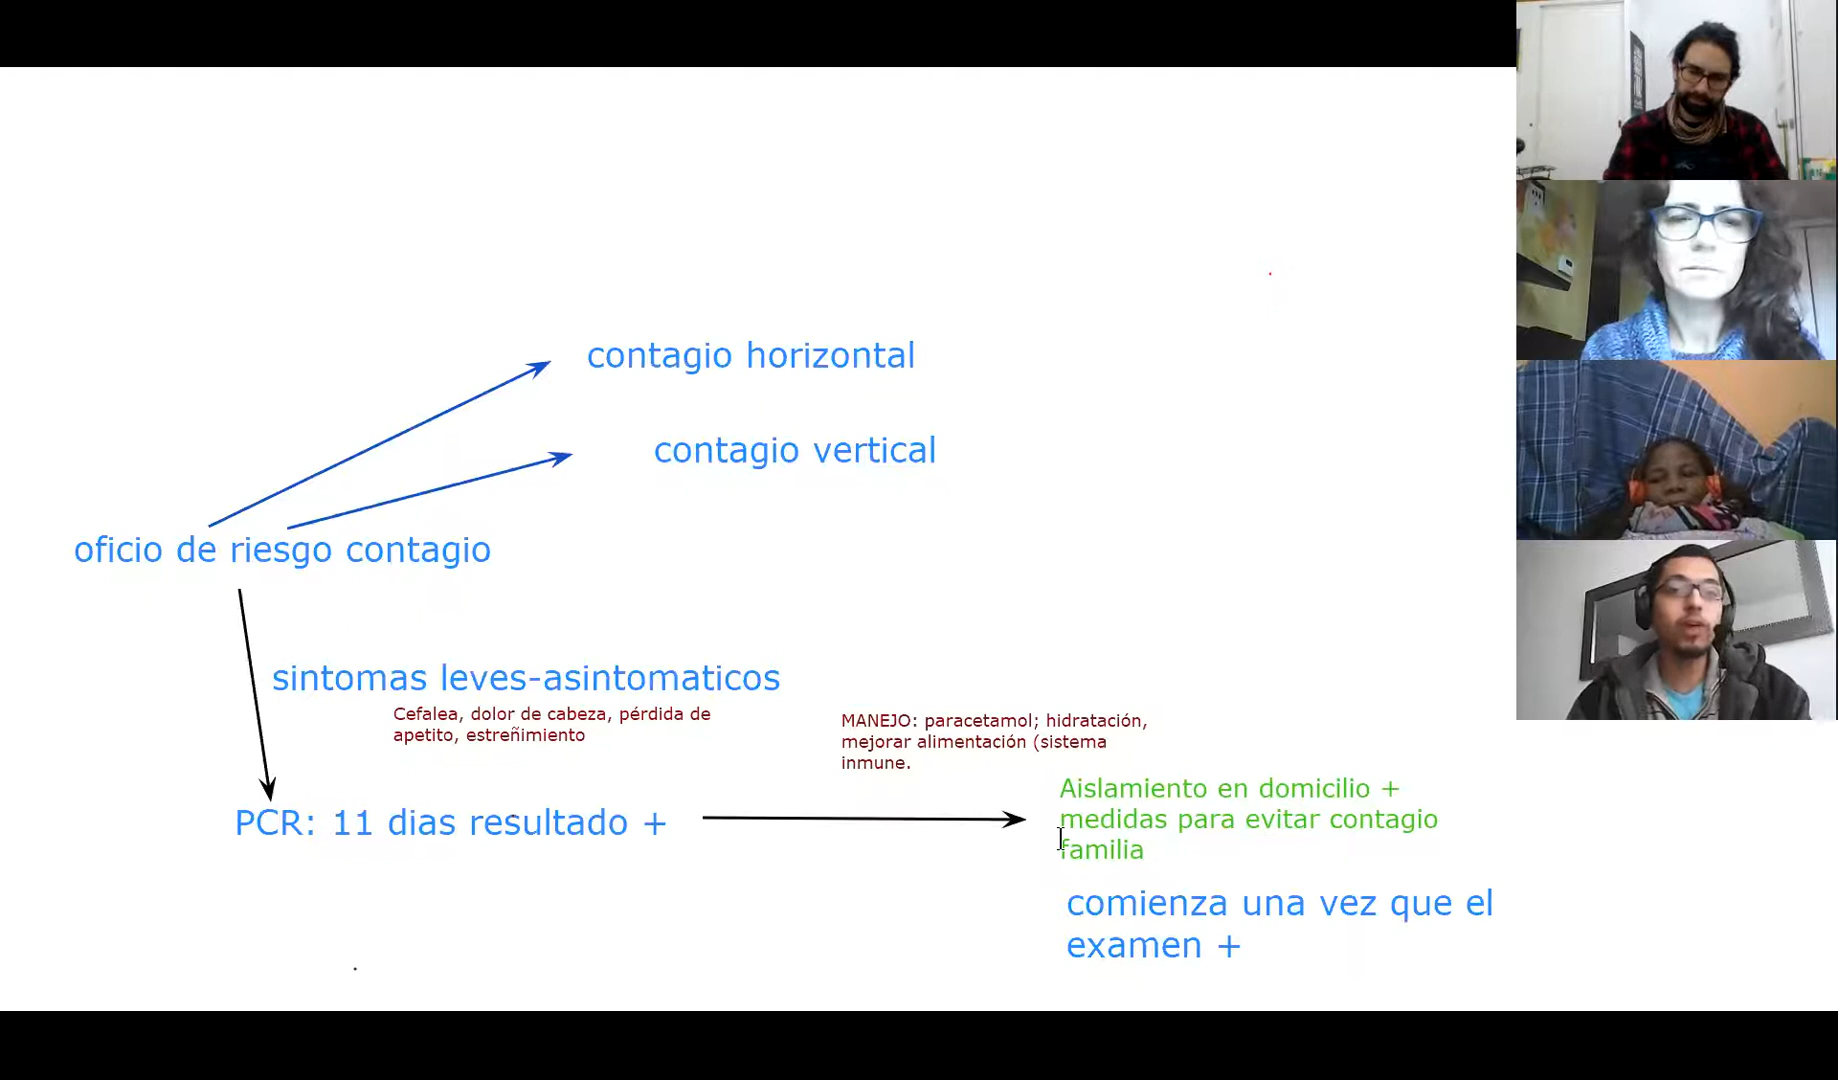 contagio horizontal
contagio vertical
oficio de riesgo contagio
sintomas leves-asintomaticos
Cefalea, dolor de cabeza, pérdida de
apetito, estreñimiento
MANEJO: paracetamol; hidratación,
mejorar alimentación (sistema
inmune.
PCR: 11 dias resultado +
Aislamiento en domicilio +
medidas para evitar contagio
familia
comienza una vez que el
examen +